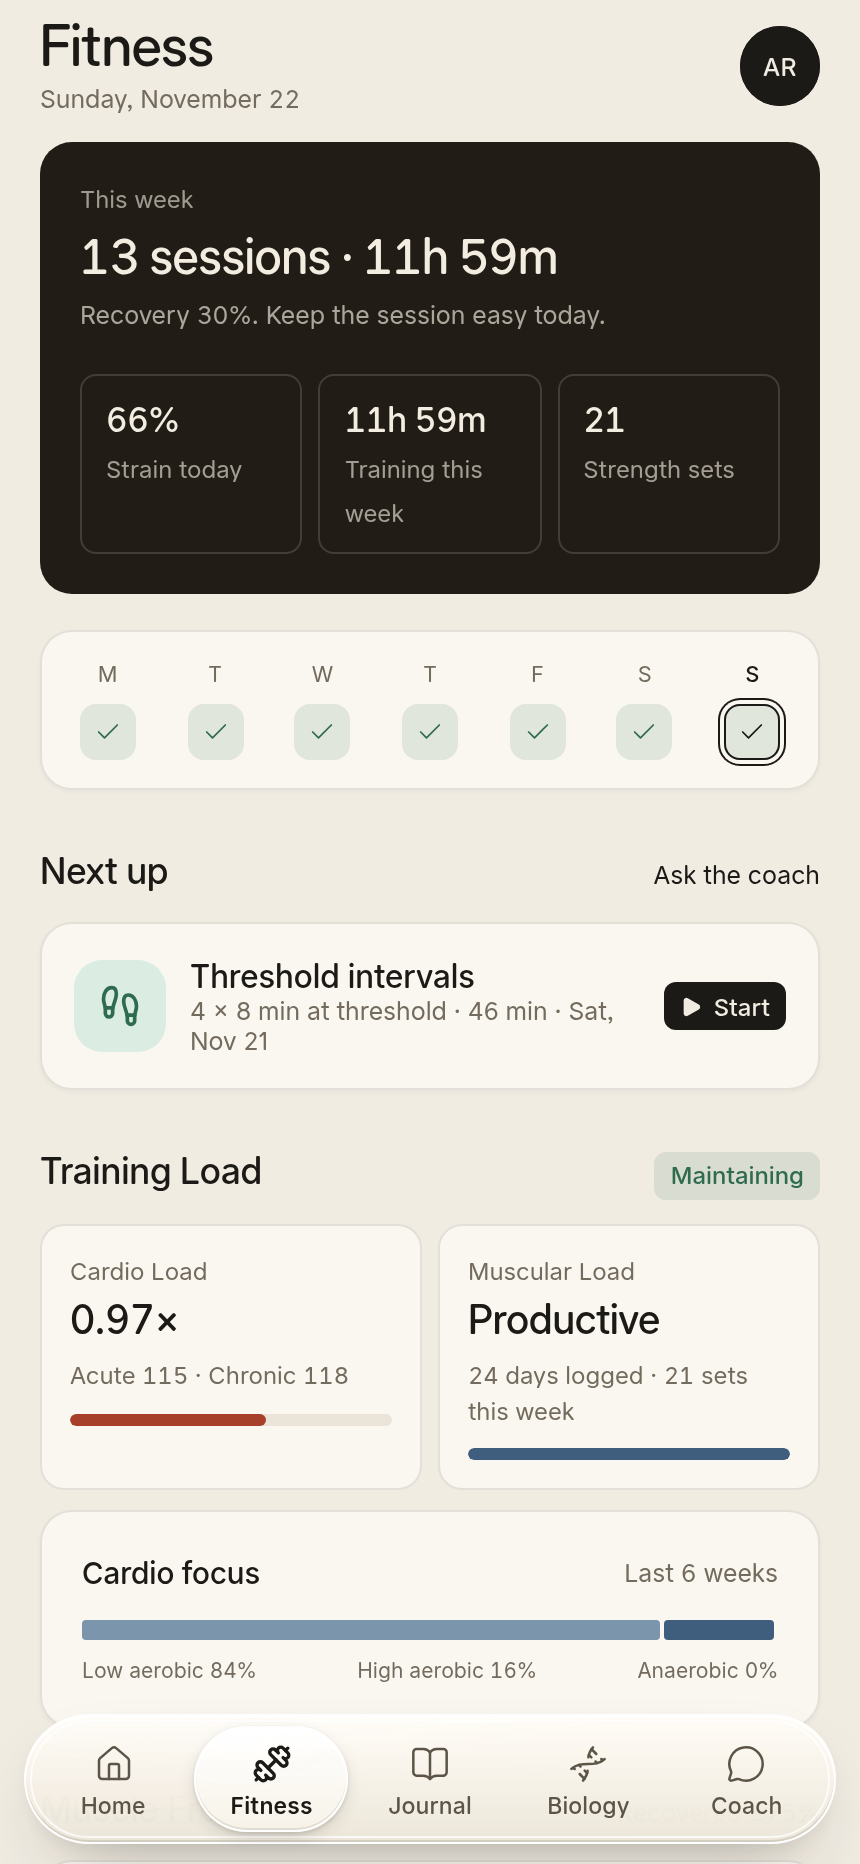 Fitness
Sunday, November 22
AR
This week
13 sessions · 11h 59m
Recovery 30%. Keep the session easy today.
66%
Strain today
11h 59m
Training this
week
21
Strength sets
M T W T F S S
Next up
Ask the coach
Threshold intervals
4 × 8 min at threshold · 46 min · Sat,
Nov 21
Start
Training Load
Maintaining
Cardio Load
0.97×
Acute 115 · Chronic 118
Muscular Load
Productive
24 days logged · 21 sets
this week
Cardio focus
Last 6 weeks
Low aerobic 84%
High aerobic 16%
Anaerobic 0%
Home
Fitness
Journal
Biology
Coach